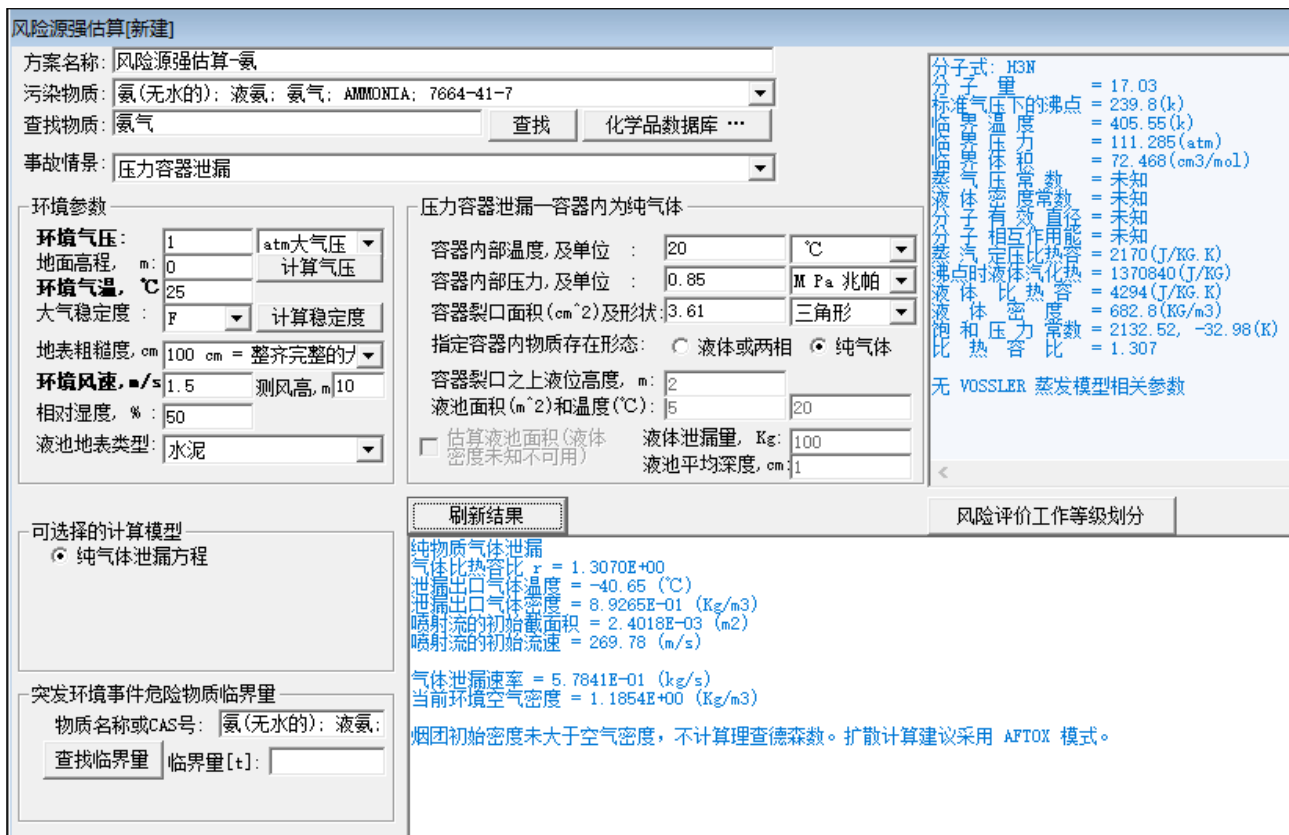 风险源强估算[新建]
方案名称: 风险源强估算-氨
污染物质: 氨(无水的); 液氨; 氨气; AMMONIA; 7664-41-7
查找物质: 氨气 查找 化学品数据库 …
事故情景: 压力容器泄漏
环境参数
环境气压: 1 atm大气压
地面高程, m: 0 计算气压
环境气温, ℃ 25
大气稳定度 : F 计算稳定度
地表粗糙度, cm 100 cm = 整齐完整的
环境风速, m/s 1.5 测风高, m 10
相对湿度, % : 50
液池地表类型: 水泥
压力容器泄漏—容器内为纯气体
容器内部温度, 及单位 : 20 ℃
容器内部压力, 及单位 : 0.85 M Pa 兆帕
容器裂口面积(cm^2)及形状: 3.61 三角形
指定容器内物质存在形态: 液体或两相 纯气体
容器裂口之上液位高度, m: 2
液池面积(m^2)和温度(℃): 5 20
估算液池面积(液体密度未知不可用)
液体泄漏量, Kg: 100
液池平均深度, cm: 1
分子式: H3N
分 子 量 = 17.03
标准气压下的沸点 = 239.8(k)
临 界 温 度 = 405.55(k)
临 界 压 力 = 111.285(atm)
临 界 体 积 = 72.468(cm3/mol)
蒸 气 压 常 数 = 未知
液 体 密 度常数 = 未知
分 子 有 效 直径 = 未知
分 子 相互作用能 = 未知
蒸 汽 定压比热容 = 2170(J/KG.K)
沸点时液体汽化热 = 1370840(J/KG)
液 体 比 热 容 = 4294(J/KG.K)
液 体 密 度 = 682.8(KG/m3)
饱 和 压 力 常数 = 2132.52, -32.98(K)
比 热 容 比 = 1.307
无 VOSSLER 蒸发模型相关参数
刷新结果
风险评价工作等级划分
可选择的计算模型
纯气体泄漏方程
突发环境事件危险物质临界量
物质名称或CAS号: 氨(无水的); 液氨;
查找临界量 临界量[t]:
纯物质气体泄漏
气体比热容比 r = 1.3070E+00
泄漏出口气体温度 = -40.65 (℃)
泄漏出口气体密度 = 8.9265E-01 (Kg/m3)
喷射流的初始截面积 = 2.4018E-03 (m2)
喷射流的初始流速 = 269.78 (m/s)
气体泄漏速率 = 5.7841E-01 (kg/s)
当前环境空气密度 = 1.1854E+00 (Kg/m3)
烟团初始密度未大于空气密度，不计算理查德森数。扩散计算建议采用 AFTOX 模式。